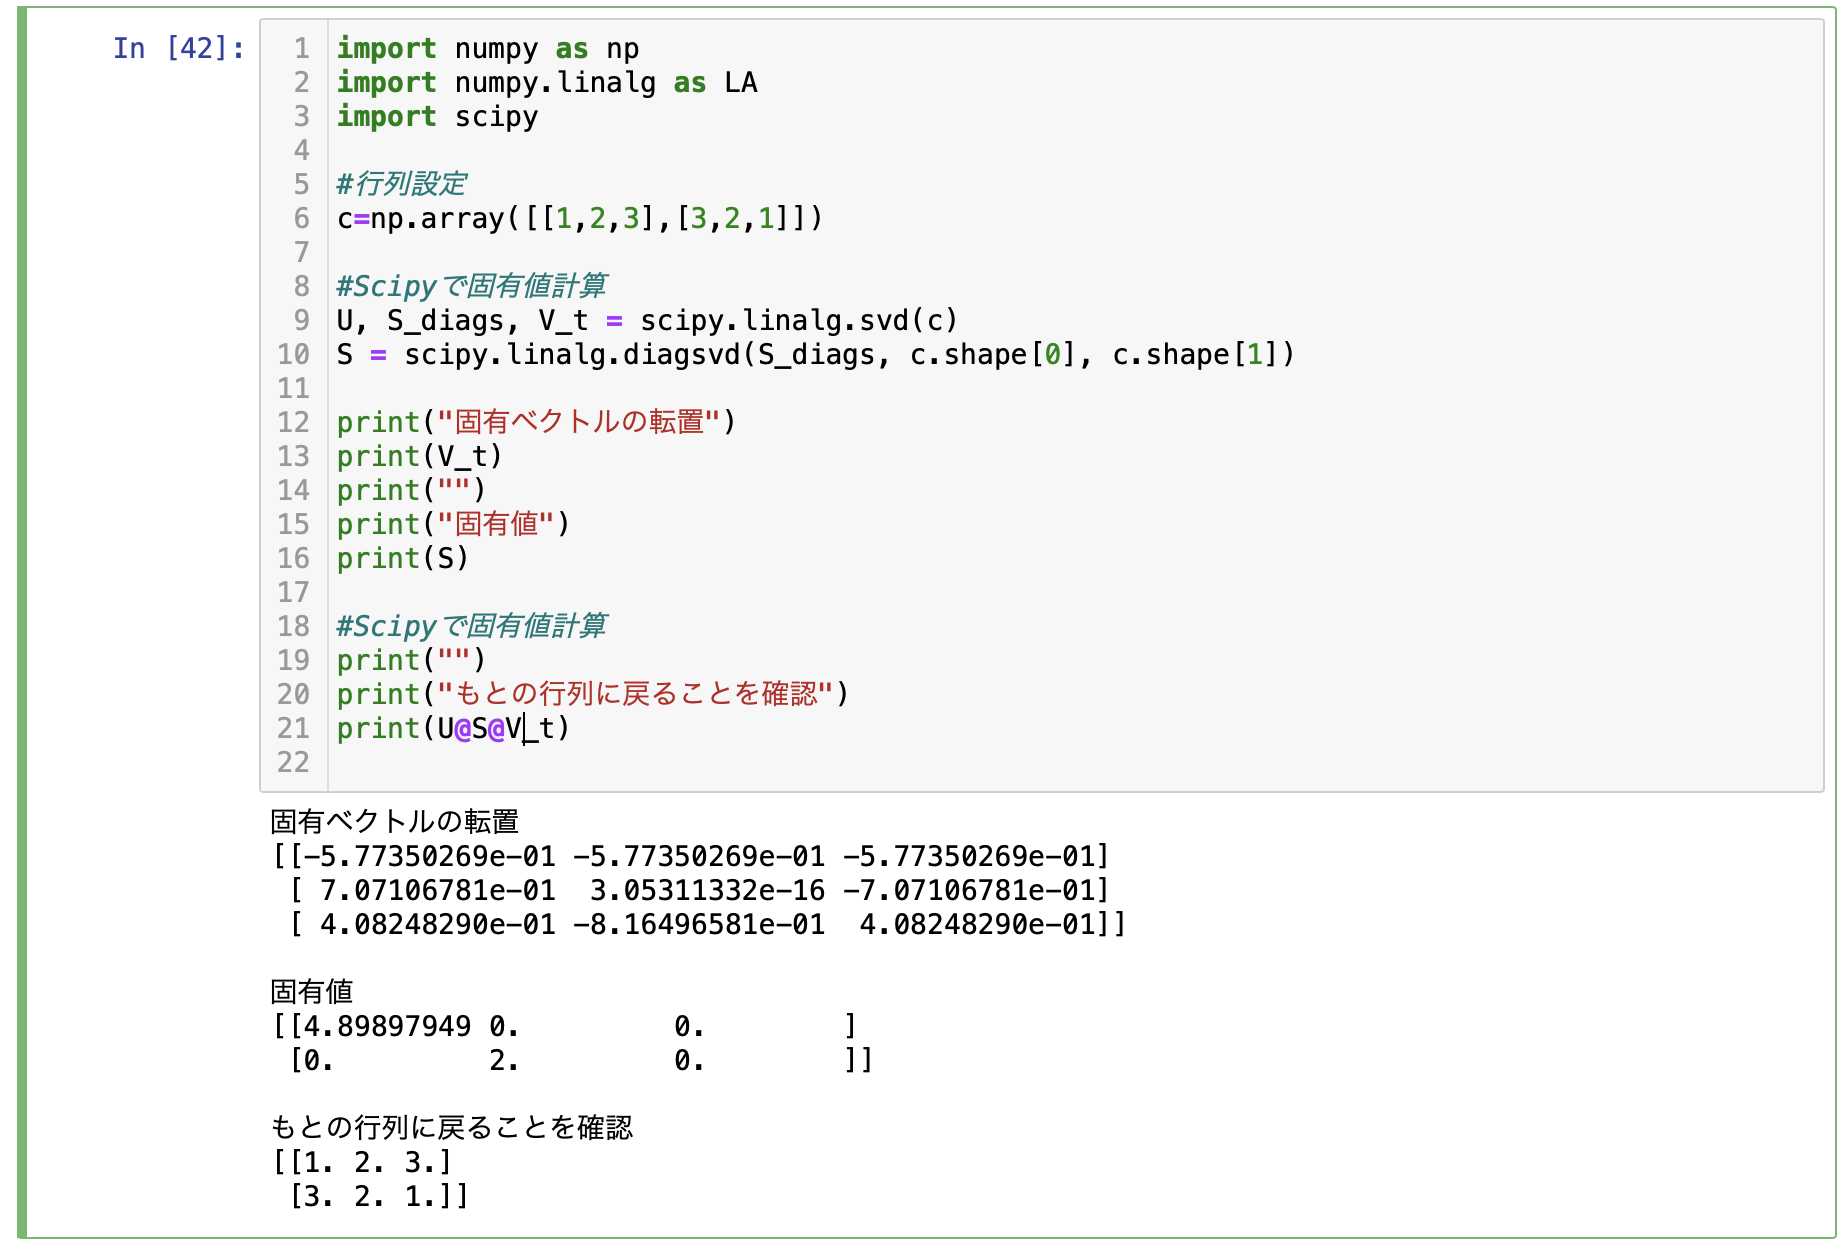 In [42]:
1 import numpy as np
2 import numpy.linalg as LA
3 import scipy
4
5 #行列設定
6 c=np.array([[1,2,3],[3,2,1]])
7
8 #Scipyで固有値計算
9 U, S_diags, V_t = scipy.linalg.svd(c)
10 S = scipy.linalg.diagsvd(S_diags, c.shape[0], c.shape[1])
11
12 print("固有ベクトルの転置")
13 print(V_t)
14 print("")
15 print("固有値")
16 print(S)
17
18 #Scipyで固有値計算
19 print("")
20 print("もとの行列に戻ることを確認")
21 print(U@S@V_t)
22
固有ベクトルの転置
[[-5.77350269e-01 -5.77350269e-01 -5.77350269e-01]
 [ 7.07106781e-01  3.05311332e-16 -7.07106781e-01]
 [ 4.08248290e-01 -8.16496581e-01  4.08248290e-01]]
固有値
[[4.89897949 0.         0.        ]
 [0.         2.         0.        ]]
もとの行列に戻ることを確認
[[1. 2. 3.]
 [3. 2. 1.]]